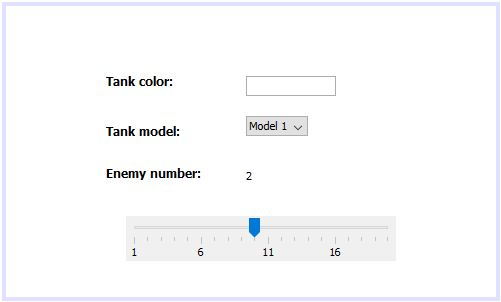 Tank color:
Tank model: Model 1
Enemy number: 2
1 6 11 16